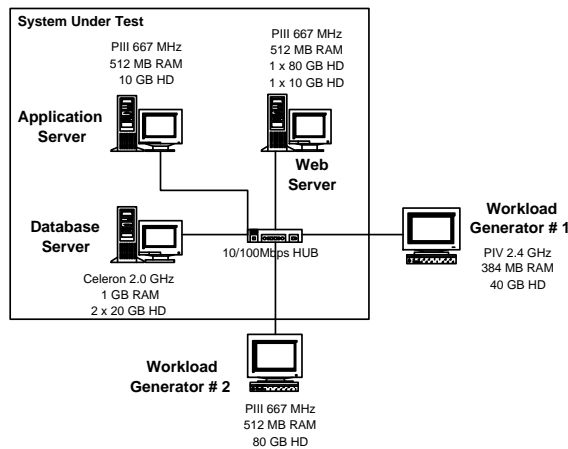 System Under Test
PIII 667 MHz
512 MB RAM
10 GB HD
Application
Server
PIII 667 MHz
512 MB RAM
1 x 80 GB HD
1 x 10 GB HD
Web
Server
Database
Server
Celeron 2.0 GHz
1 GB RAM
2 x 20 GB HD
10/100Mbps HUB
Workload
Generator # 1
PIV 2.4 GHz
384 MB RAM
40 GB HD
Workload
Generator # 2
PIII 667 MHz
512 MB RAM
80 GB HD